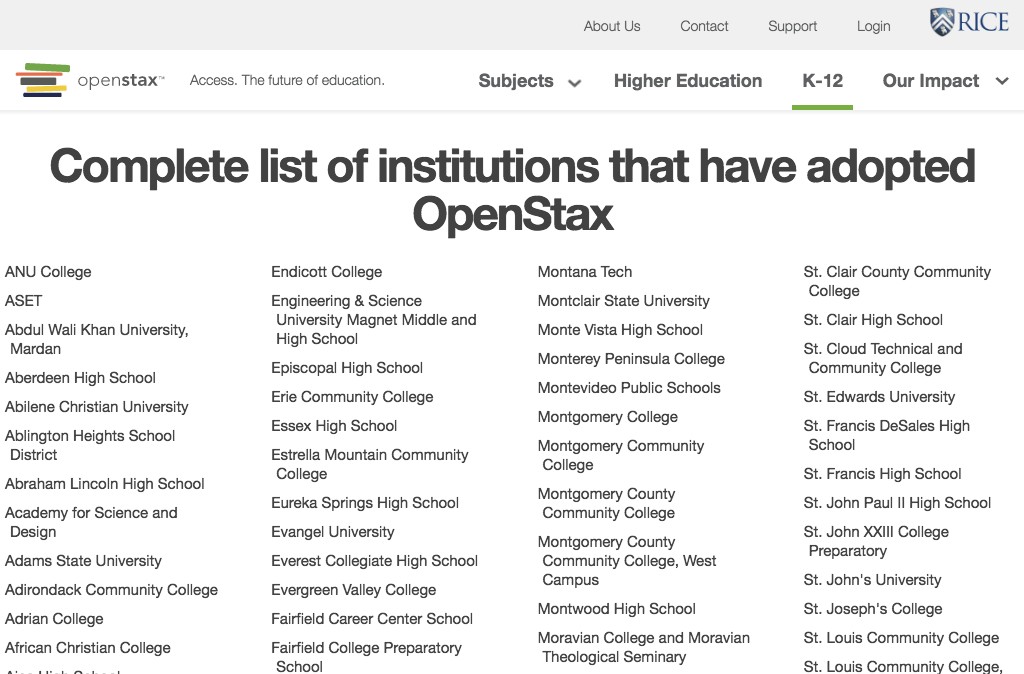 About Us Contact Support Login RICE
openstax™ Access. The future of education. Subjects Higher Education K-12 Our Impact
Complete list of institutions that have adopted
OpenStax
ANU College
ASET
Abdul Wali Khan University,
Mardan
Aberdeen High School
Abilene Christian University
Ablington Heights School
District
Abraham Lincoln High School
Academy for Science and
Design
Adams State University
Adirondack Community College
Adrian College
African Christian College
Endicott College
Engineering & Science
University Magnet Middle and
High School
Episcopal High School
Erie Community College
Essex High School
Estrella Mountain Community
College
Eureka Springs High School
Evangel University
Everest Collegiate High School
Evergreen Valley College
Fairfield Career Center School
Fairfield College Preparatory
School
Montana Tech
Montclair State University
Monte Vista High School
Monterey Peninsula College
Montevideo Public Schools
Montgomery College
Montgomery Community
College
Montgomery County
Community College
Montgomery County
Community College, West
Campus
Montwood High School
Moravian College and Moravian
Theological Seminary
St. Clair County Community
College
St. Clair High School
St. Cloud Technical and
Community College
St. Edwards University
St. Francis DeSales High
School
St. Francis High School
St. John Paul II High School
St. John XXIII College
Preparatory
St. John's University
St. Joseph's College
St. Louis Community College
St. Louis Community College,